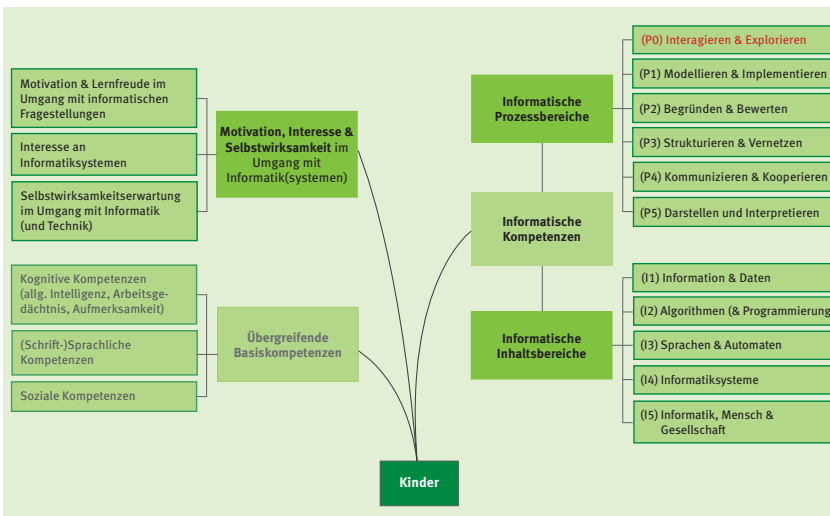 Motivation & Lernfreude im
Umgang mit informatischen
Fragestellungen
Interesse an
Informatiksystemen
Selbstwirksamkeitserwartung
im Umgang mit Informatik
(und Technik)
Motivation, Interesse &
Selbstwirksamkeit im
Umgang mit
Informatik(systemen)
Kognitive Kompetenzen
(allg. Intelligenz, Arbeitsge-
dächtnis, Aufmerksamkeit)
(Schrift-)Sprachliche
Kompetenzen
Soziale Kompetenzen
Übergreifende
Basiskompetenzen
Informatische
Prozessbereiche
(P0) Interagieren & Explorieren
(P1) Modellieren & Implementieren
(P2) Begründen & Bewerten
(P3) Strukturieren & Vernetzen
(P4) Kommunizieren & Kooperieren
(P5) Darstellen und Interpretieren
Informatische
Kompetenzen
Informatische
Inhaltsbereiche
(I1) Information & Daten
(I2) Algorithmen (& Programmierung
(I3) Sprachen & Automaten
(I4) Informatiksysteme
(I5) Informatik, Mensch &
Gesellschaft
Kinder